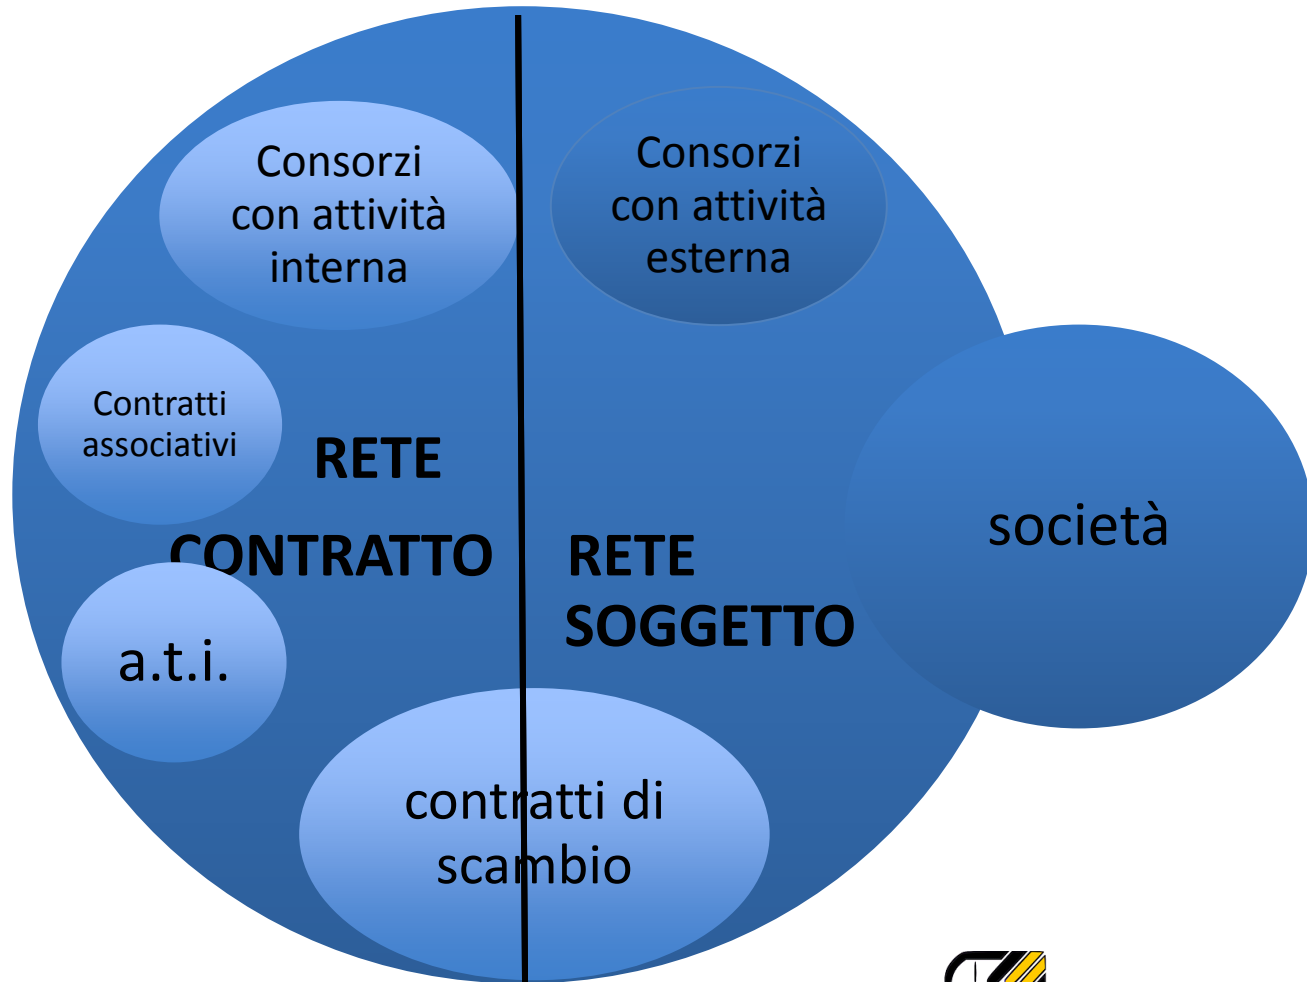 Consorzi
con attività
interna
Consorzi
con attività
esterna
Contratti
associativi
RETE
CONTRATTO
RETE
SOGGETTO
società
a.t.i.
contratti di
scambio